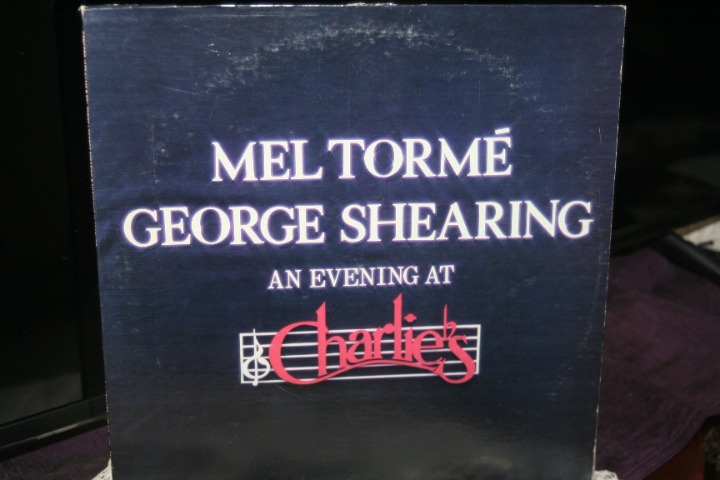 MEL TORMÉ
GEORGE SHEARING
AN EVENING AT
Charlie's